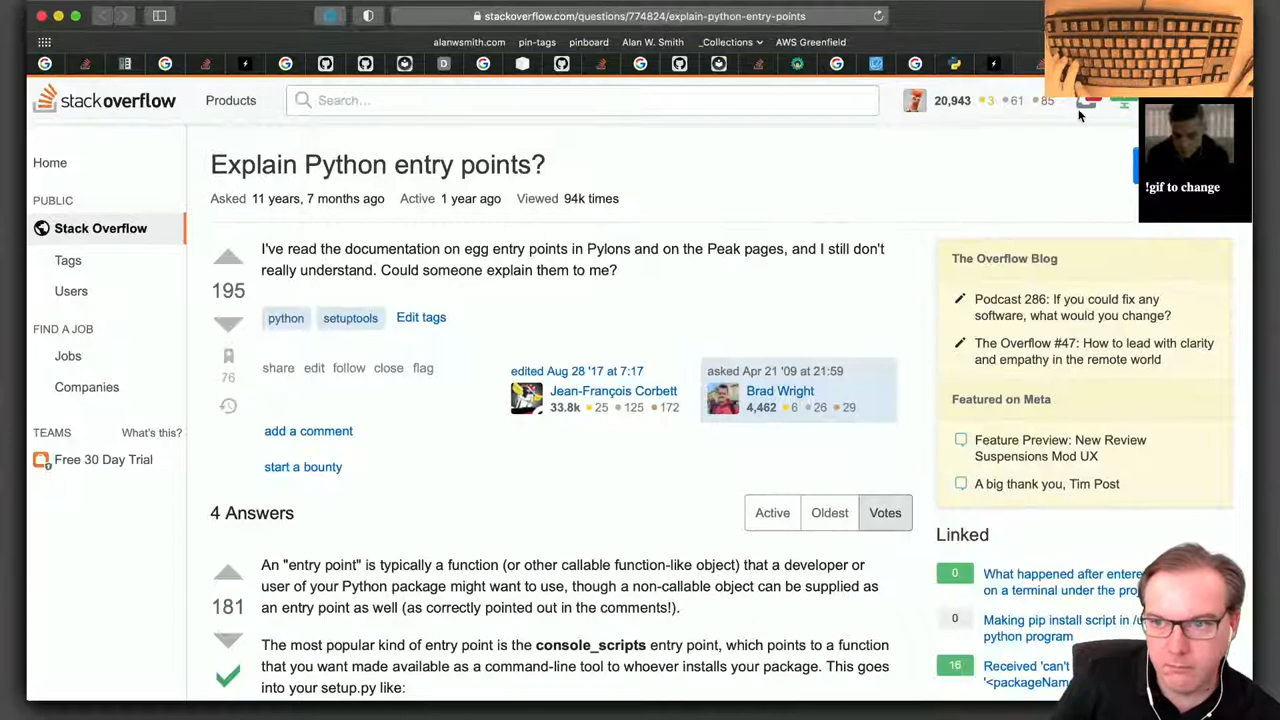 stackoverflow.com/questions/774824/explain-python-entry-points
alanwsmith.com pin-tags pinboard Alan W. Smith _Collections AWS Greenfield
stackoverflow Products Search... 20,943 3 61 85
!gif to change
Home
PUBLIC
Stack Overflow
Tags
Users
FIND A JOB
Jobs
Companies
TEAMS What's this?
Free 30 Day Trial
Explain Python entry points?
Asked 11 years, 7 months ago Active 1 year ago Viewed 94k times
195
76
I've read the documentation on egg entry points in Pylons and on the Peak pages, and I still don't
really understand. Could someone explain them to me?
python setuptools Edit tags
share edit follow close flag
edited Aug 28 '17 at 7:17
Jean-François Corbett
33.8k 25 125 172
asked Apr 21 '09 at 21:59
Brad Wright
4,462 6 26 29
add a comment
start a bounty
4 Answers
Active Oldest Votes
181
An "entry point" is typically a function (or other callable function-like object) that a developer or
user of your Python package might want to use, though a non-callable object can be supplied as
an entry point as well (as correctly pointed out in the comments!).
The most popular kind of entry point is the console_scripts entry point, which points to a function
that you want made available as a command-line tool to whoever installs your package. This goes
into your setup.py like:
The Overflow Blog
Podcast 286: If you could fix any
software, what would you change?
The Overflow #47: How to lead with clarity
and empathy in the remote world
Featured on Meta
Feature Preview: New Review
Suspensions Mod UX
A big thank you, Tim Post
Linked
0 What happened after entere
on a terminal under the proj
0 Making pip install script in /u
python program
16 Received 'can't
'<packageName